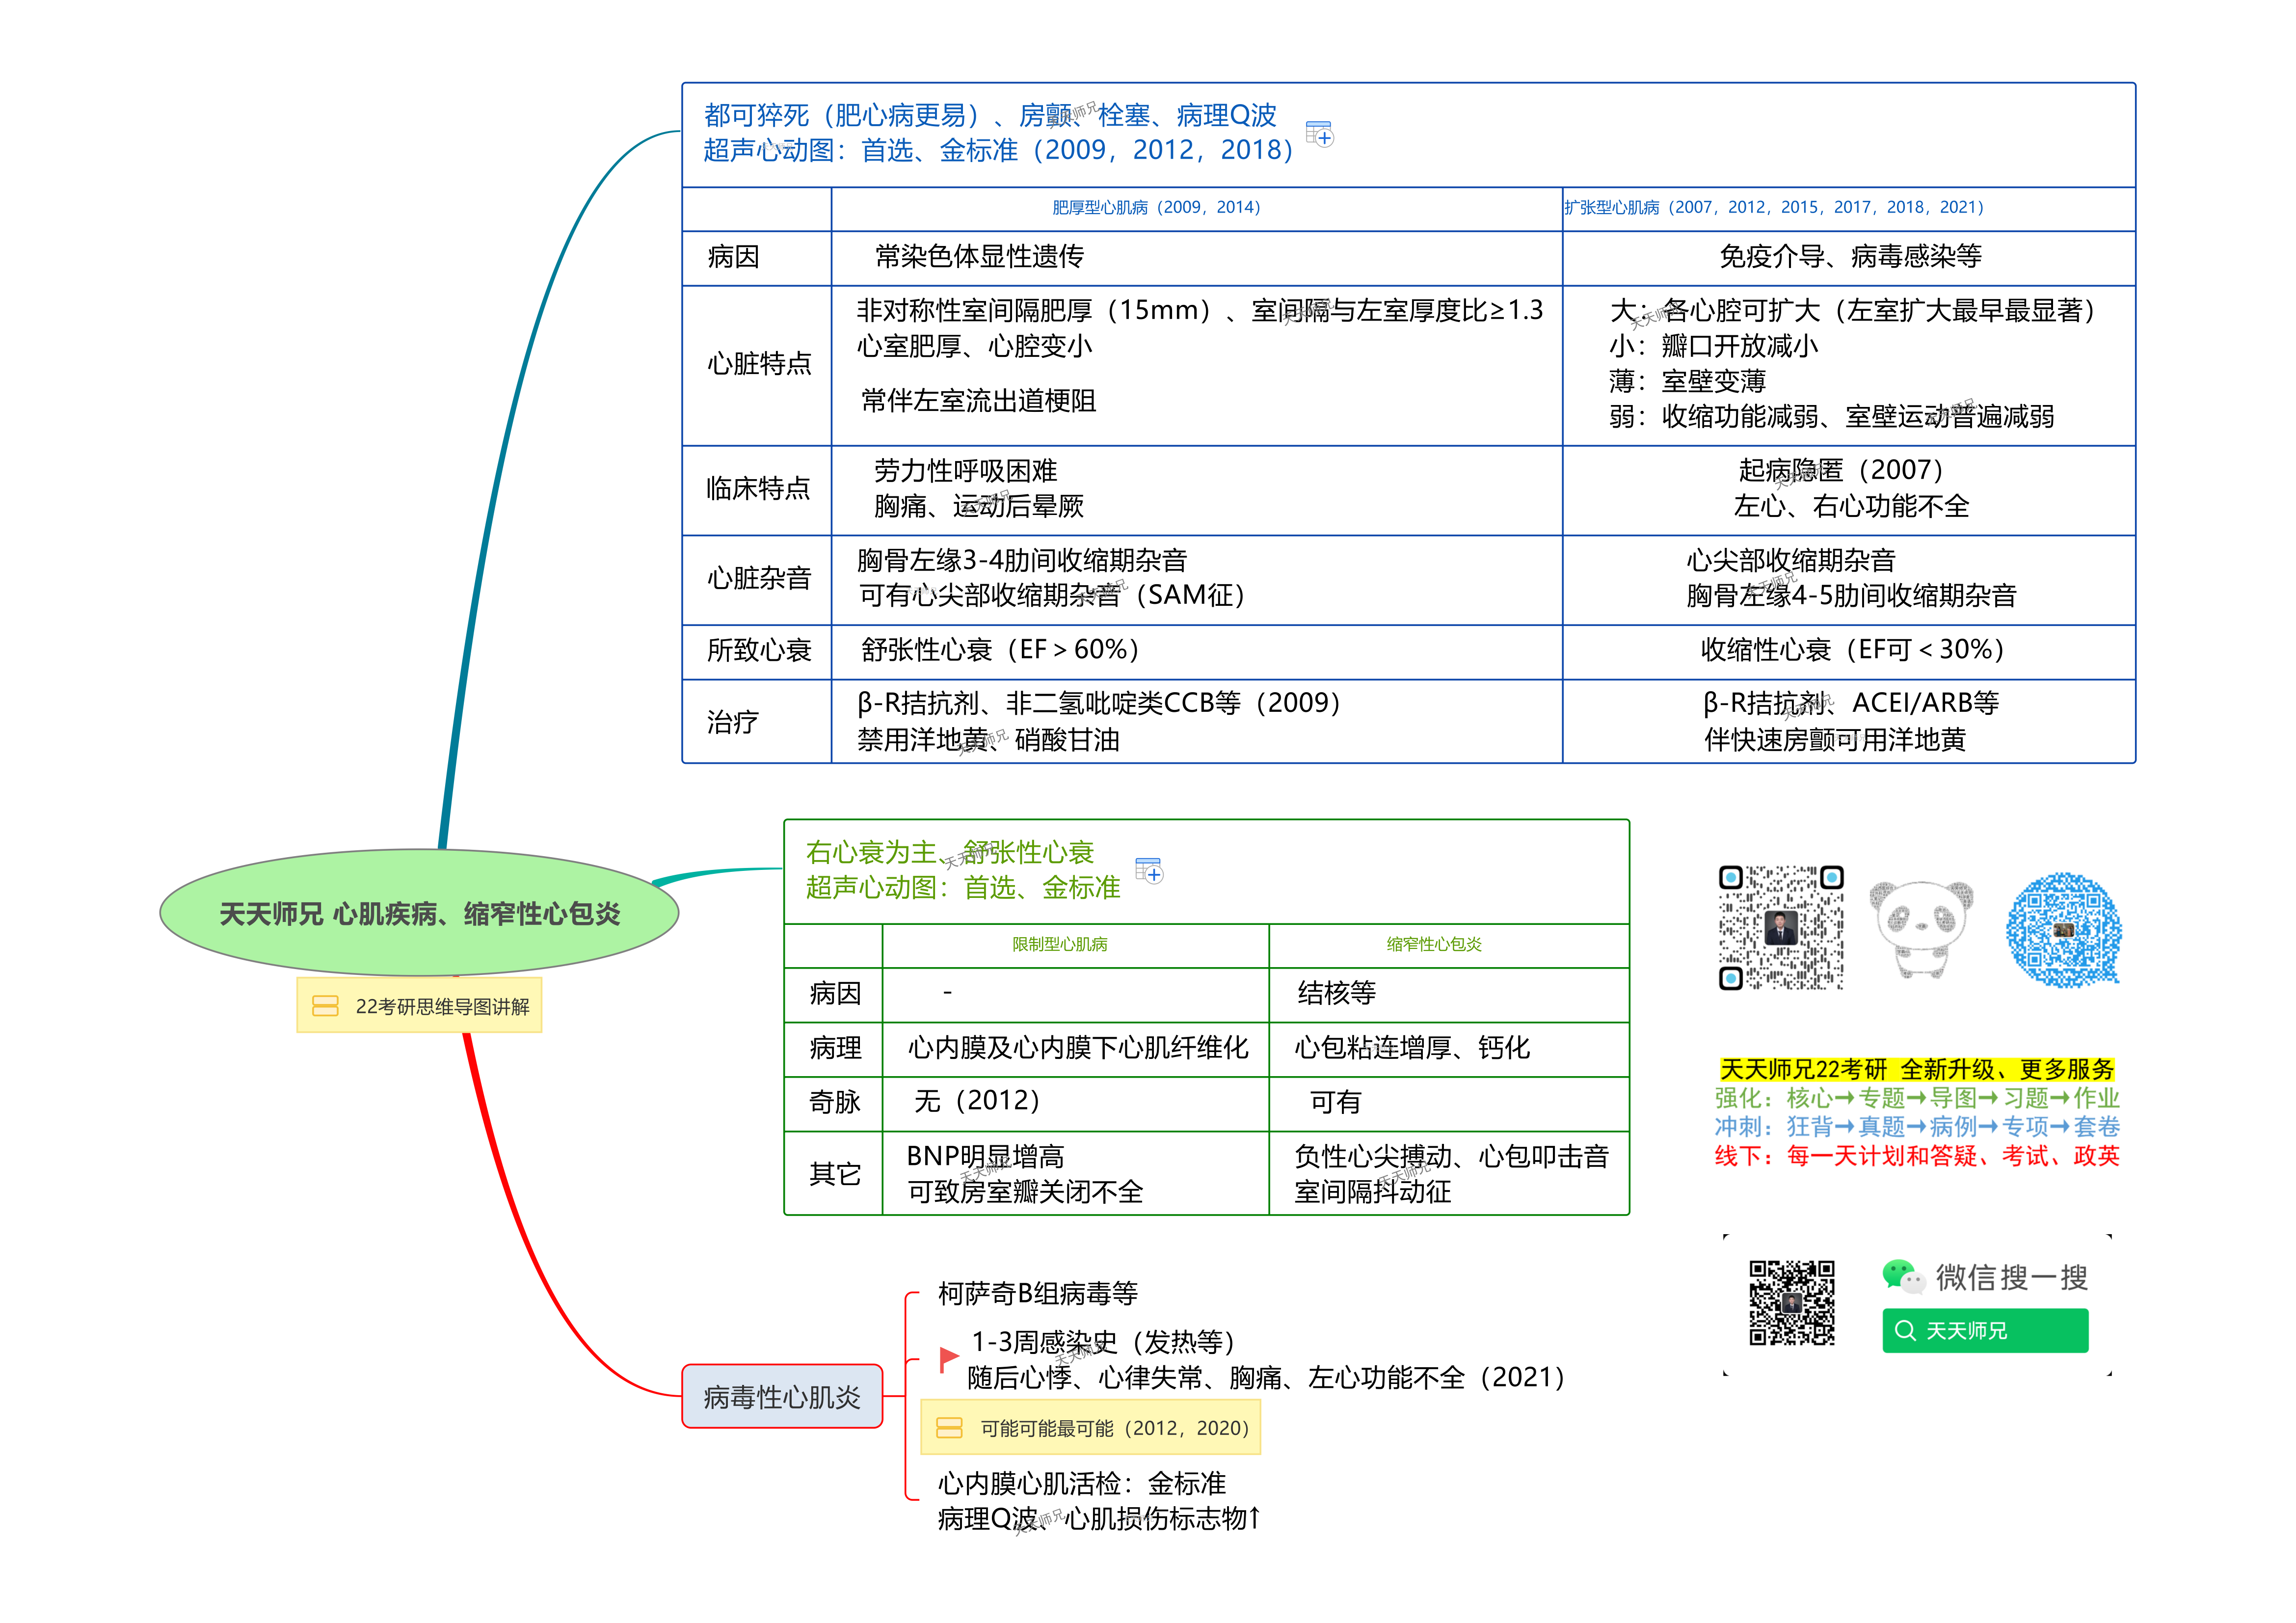 都可猝死（肥心病更易）、房颤、栓塞、病理Q波
超声心动图：首选、金标准（2009，2012，2018）
肥厚型心肌病（2009，2014）
扩张型心肌病（2007，2012，2015，2017，2018，2021）
病因
常染色体显性遗传
免疫介导、病毒感染等
心脏特点
非对称性室间隔肥厚（15mm）、室间隔与左室厚度比≥1.3
心室肥厚、心腔变小
常伴左室流出道梗阻
大：各心腔可扩大（左室扩大最早最显著）
小：瓣口开放减小
薄：室壁变薄
弱：收缩功能减弱、室壁运动普遍减弱
临床特点
劳力性呼吸困难
胸痛、运动后晕厥
起病隐匿（2007）
左心、右心功能不全
心脏杂音
胸骨左缘3-4肋间收缩期杂音
可有心尖部收缩期杂音（SAM征）
心尖部收缩期杂音
胸骨左缘4-5肋间收缩期杂音
所致心衰
舒张性心衰（EF＞60%）
收缩性心衰（EF可＜30%）
治疗
β-R拮抗剂、非二氢吡啶类CCB等（2009）
禁用洋地黄、硝酸甘油
β-R拮抗剂、ACEI/ARB等
伴快速房颤可用洋地黄
天天师兄 心肌疾病、缩窄性心包炎
22考研思维导图讲解
右心衰为主、舒张性心衰
超声心动图：首选、金标准
限制型心肌病
缩窄性心包炎
病因
-
结核等
病理
心内膜及心内膜下心肌纤维化
心包粘连增厚、钙化
奇脉
无（2012）
可有
其它
BNP明显增高
可致房室瓣关闭不全
负性心尖搏动、心包叩击音
室间隔抖动征
天天师兄22考研 全新升级、更多服务
强化：核心→专题→导图→习题→作业
冲刺：狂背→真题→病例→专项→套卷
线下：每一天计划和答疑、考试、政英
微信搜一搜
天天师兄
病毒性心肌炎
柯萨奇B组病毒等
1-3周感染史（发热等）
随后心悸、心律失常、胸痛、左心功能不全（2021）
可能可能最可能（2012，2020）
心内膜心肌活检：金标准
病理Q波、心肌损伤标志物↑